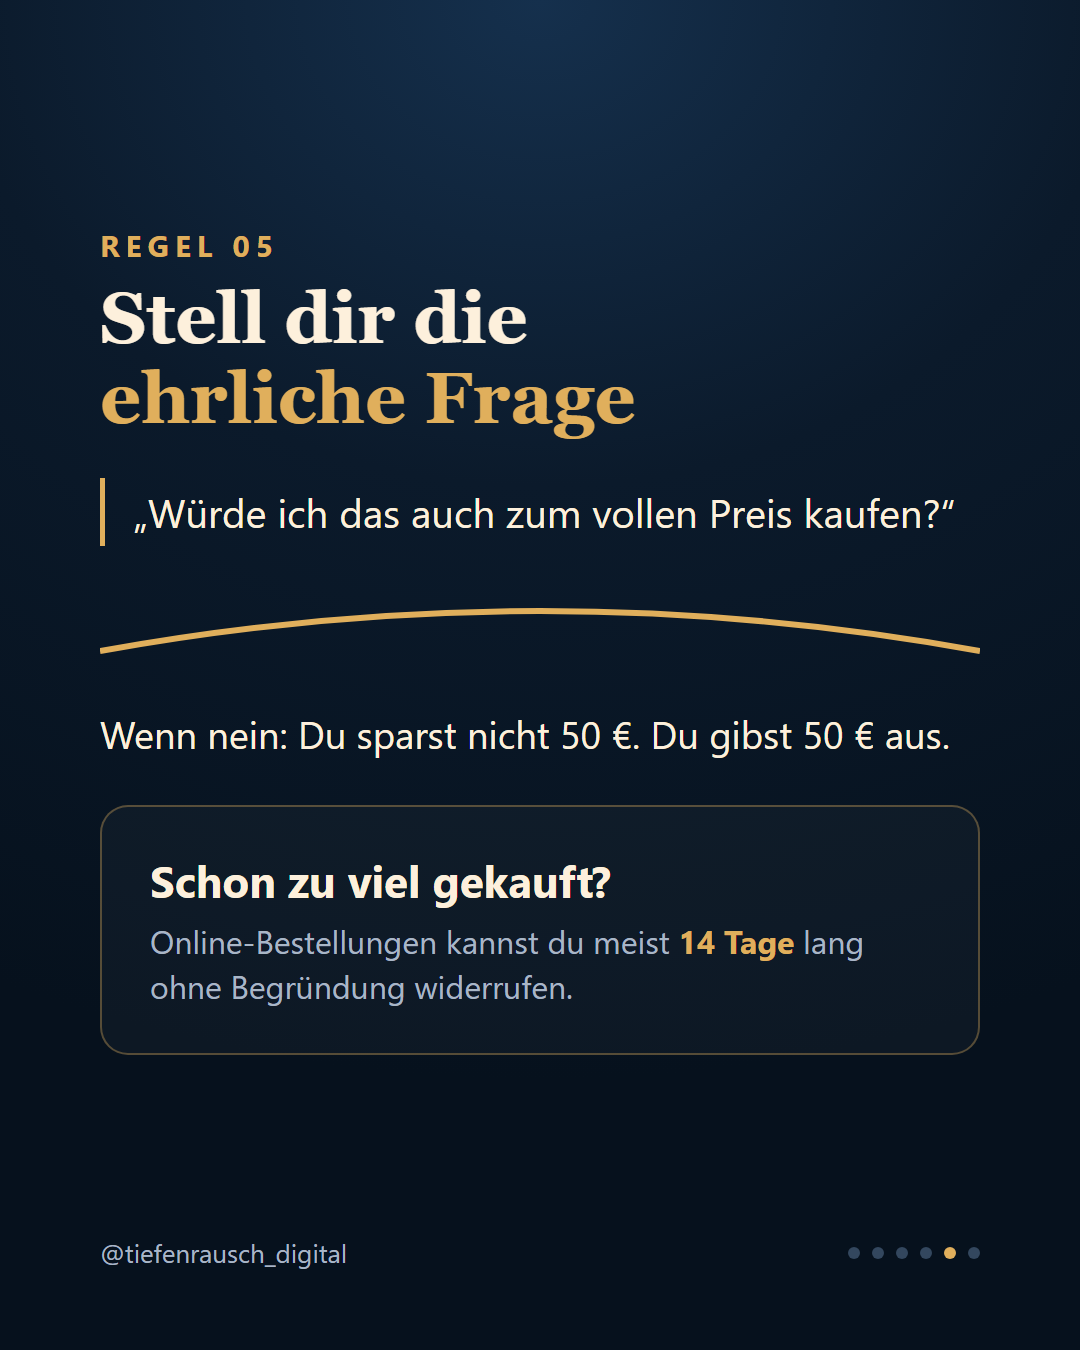 REGEL 05
Stell dir die
ehrliche Frage
„Würde ich das auch zum vollen Preis kaufen?“
Wenn nein: Du sparst nicht 50 €. Du gibst 50 € aus.
Schon zu viel gekauft?
Online-Bestellungen kannst du meist 14 Tage lang
ohne Begründung widerrufen.
@tiefenrausch_digital